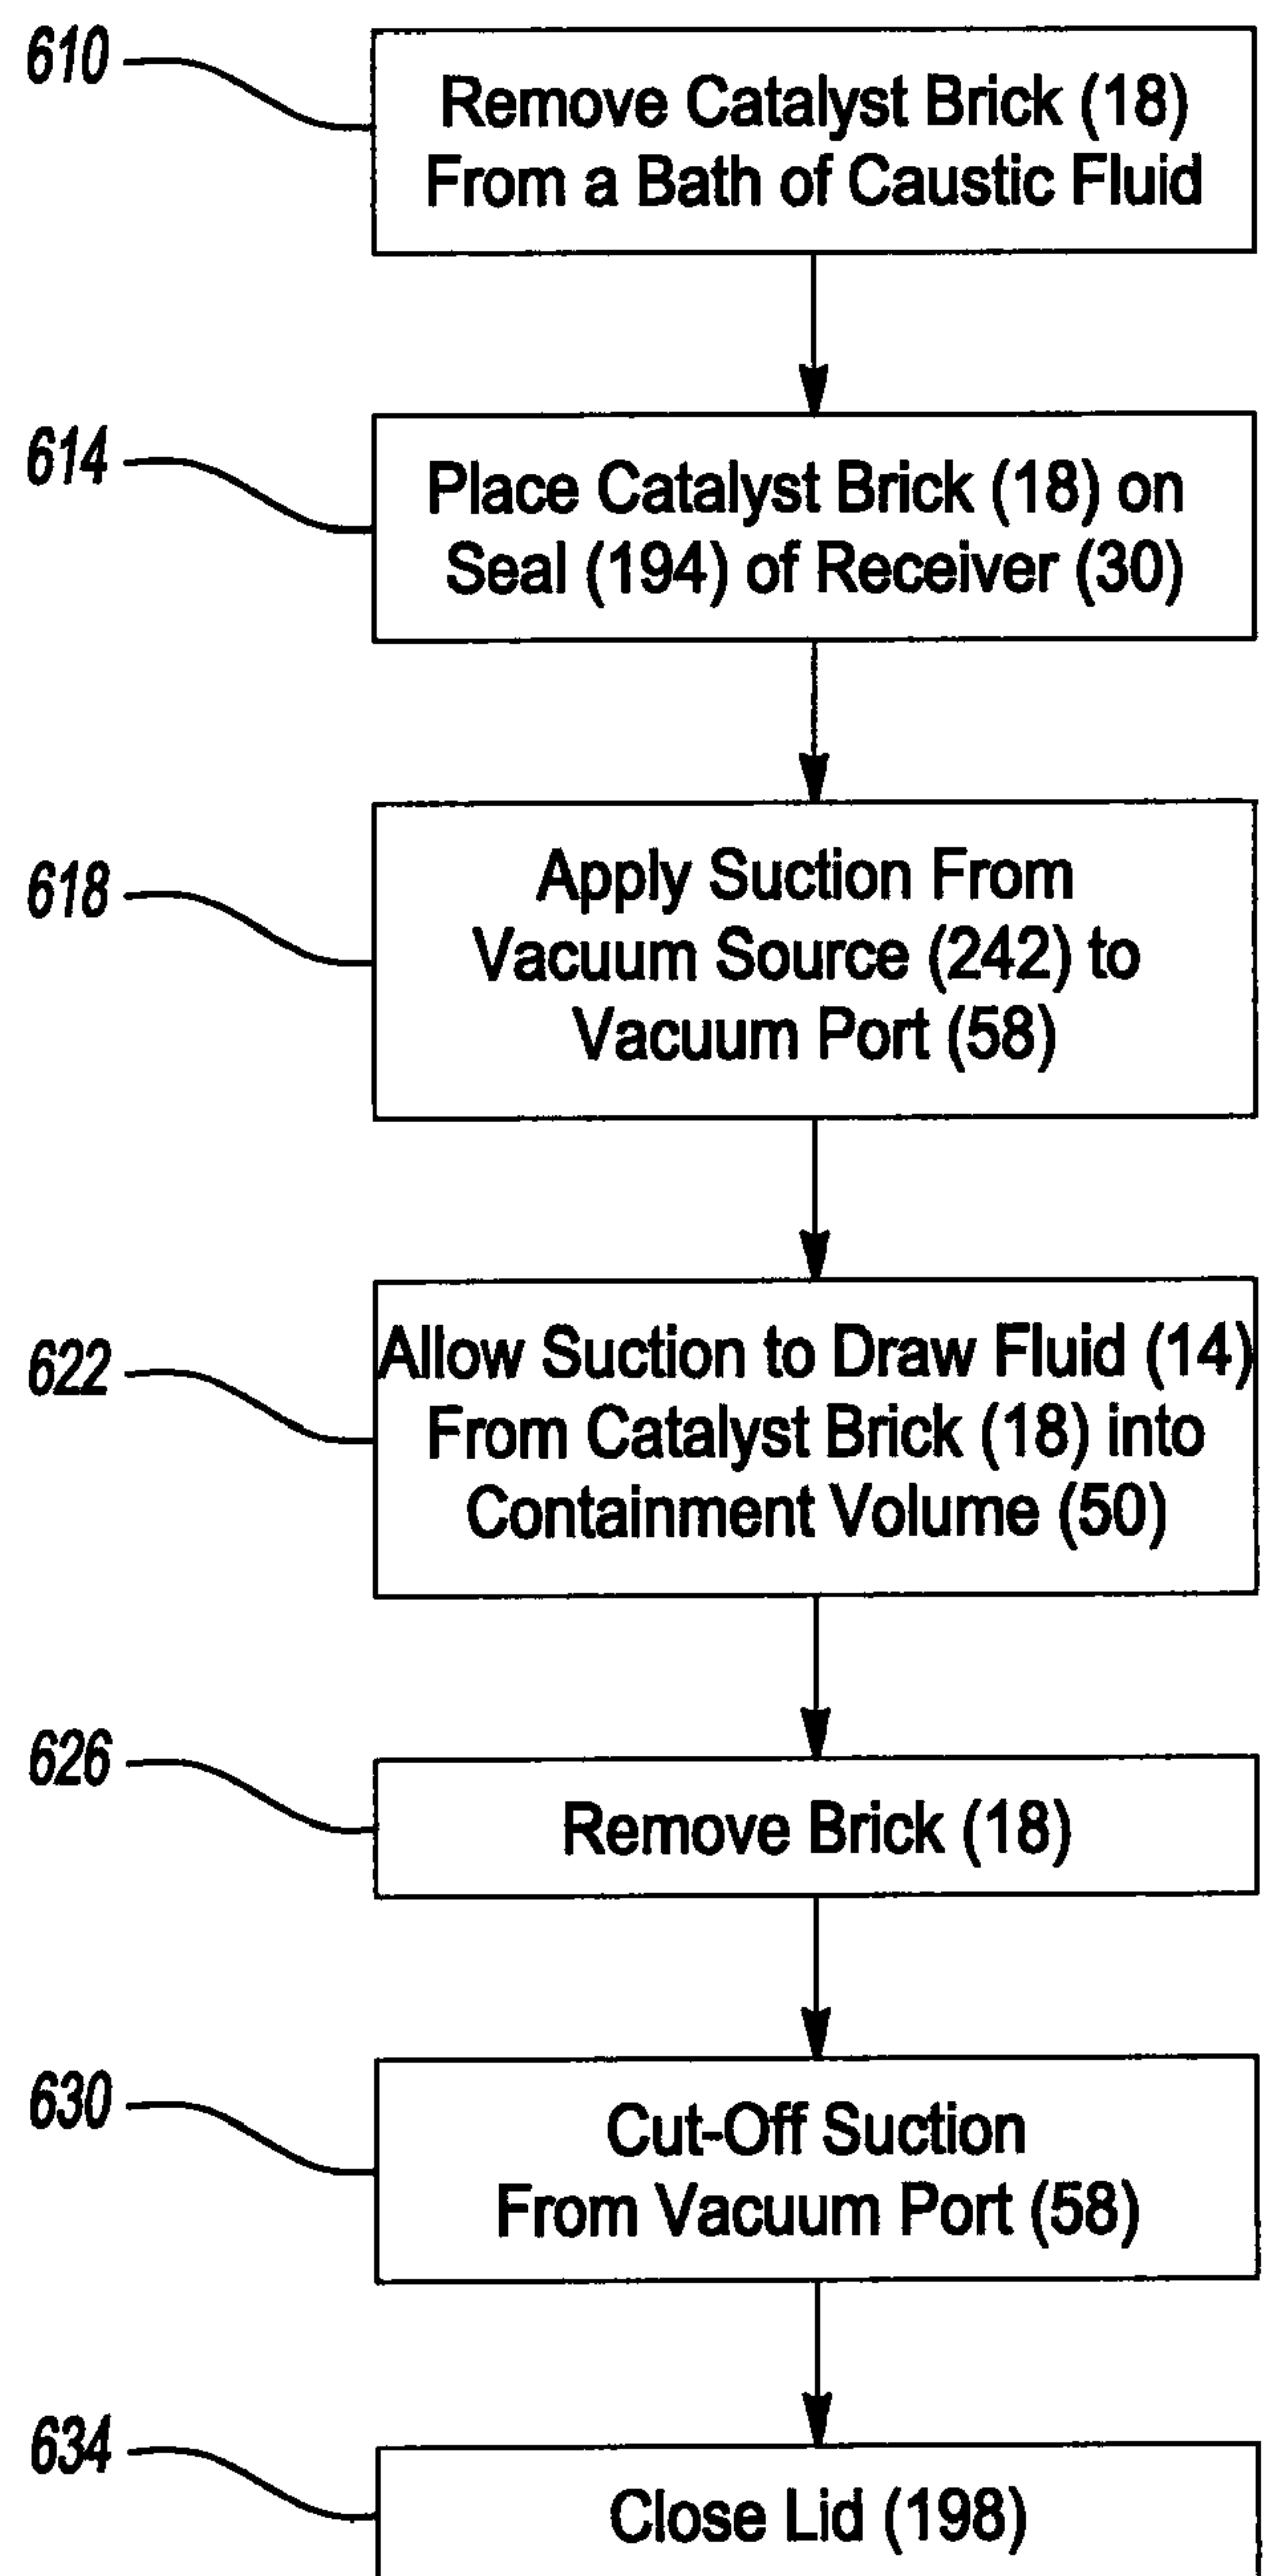 610
Remove Catalyst Brick (18)
From a Bath of Caustic Fluid
614
Place Catalyst Brick (18) on
Seal (194) of Receiver (30)
618
Apply Suction From
Vacuum Source (242) to
Vacuum Port (58)
622
Allow Suction to Draw Fluid (14)
From Catalyst Brick (18) into
Containment Volume (50)
626
Remove Brick (18)
630
Cut-Off Suction
From Vacuum Port (58)
634
Close Lid (198)